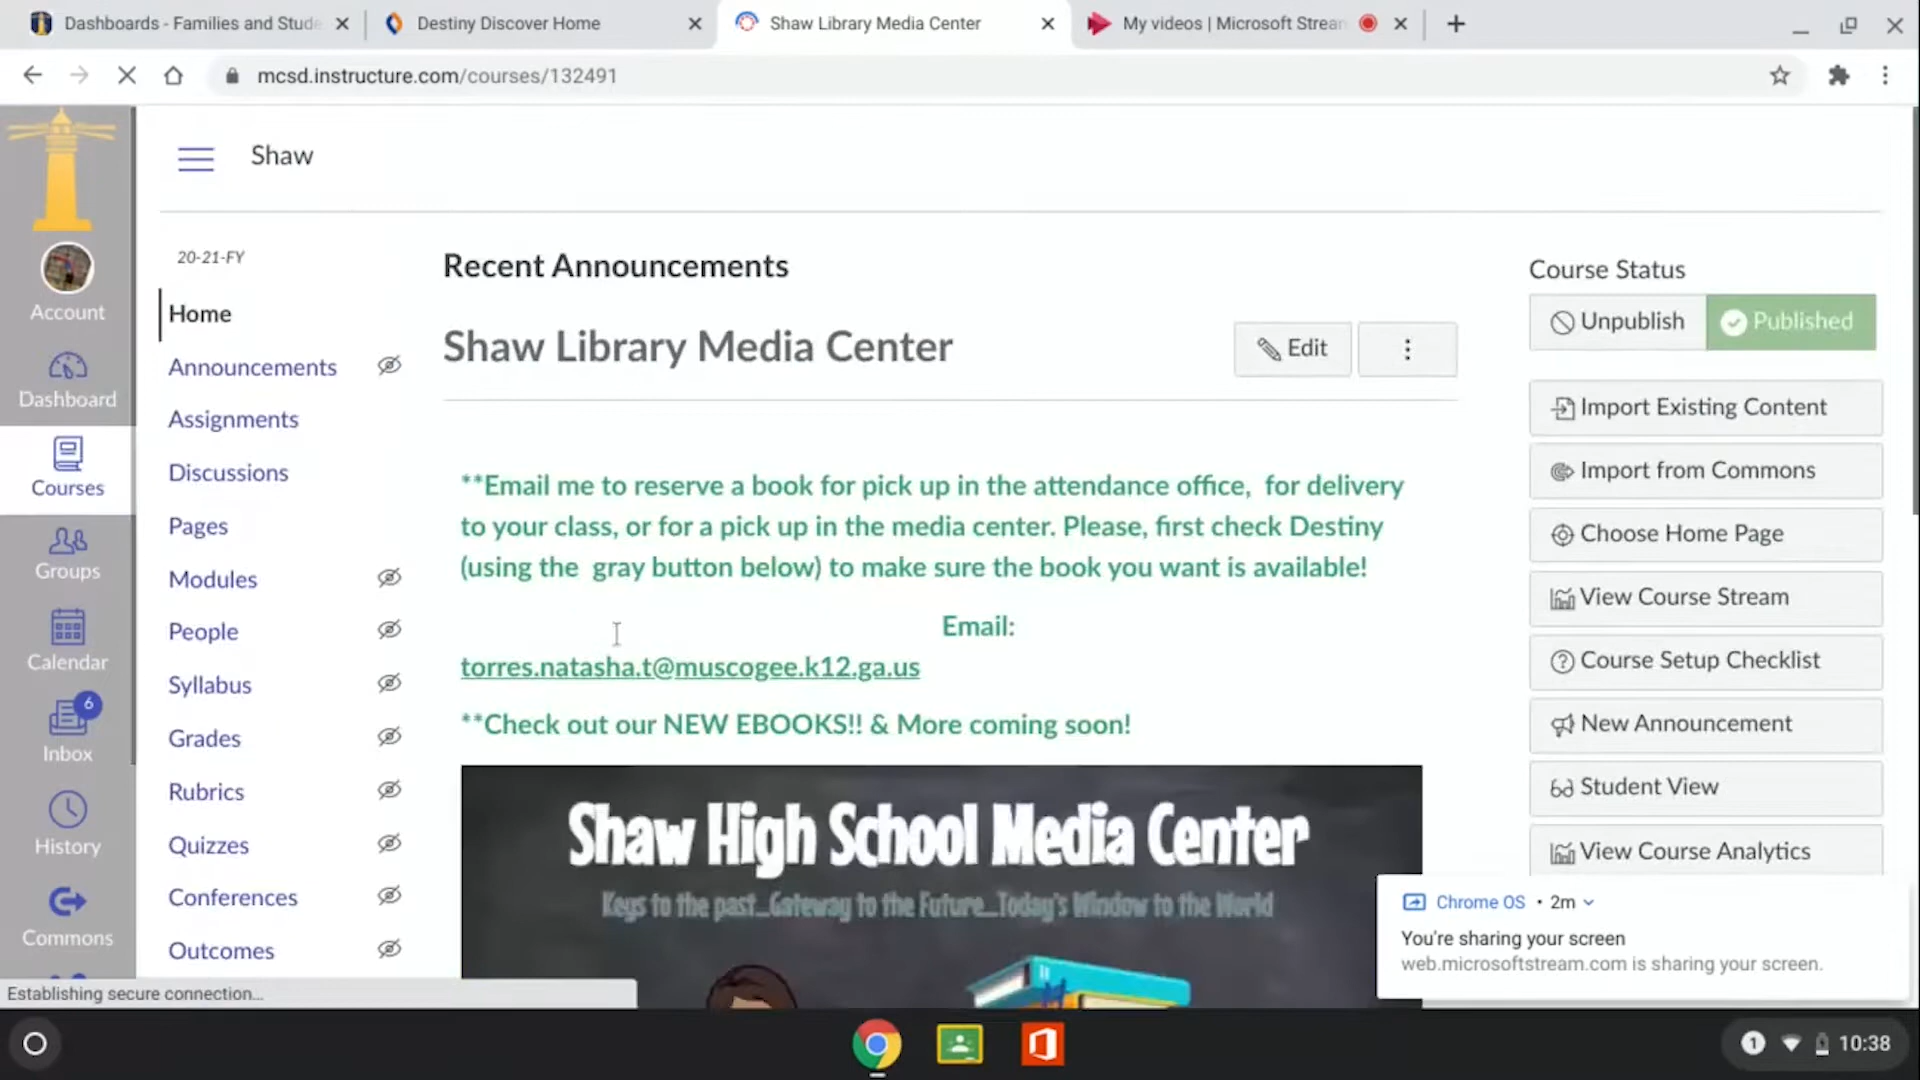 Dashboards - Families and Stude
Destiny Discover Home
Shaw Library Media Center
My videos | Microsoft Stream
mcsd.instructure.com/courses/132491
Shaw
20-21-FY
Home
Announcements
Assignments
Discussions
Pages
Modules
People
Syllabus
Grades
Rubrics
Quizzes
Conferences
Outcomes
Account
Dashboard
Courses
Groups
Calendar
6
Inbox
History
Commons
Recent Announcements
Shaw Library Media Center
Edit
**Email me to reserve a book for pick up in the attendance office, for delivery
to your class, or for a pick up in the media center. Please, first check Destiny
(using the gray button below) to make sure the book you want is available!
Email:
torres.natasha.t@muscogee.k12.ga.us
**Check out our NEW EBOOKS!! & More coming soon!
Shaw High School Media Center
Keys to the past...Gateway to the Future...Today's Window to the World
Course Status
Unpublish
Published
Import Existing Content
Import from Commons
Choose Home Page
View Course Stream
Course Setup Checklist
New Announcement
Student View
View Course Analytics
Chrome OS • 2m
You're sharing your screen
web.microsoftstream.com is sharing your screen.
Establishing secure connection...
1
10:38